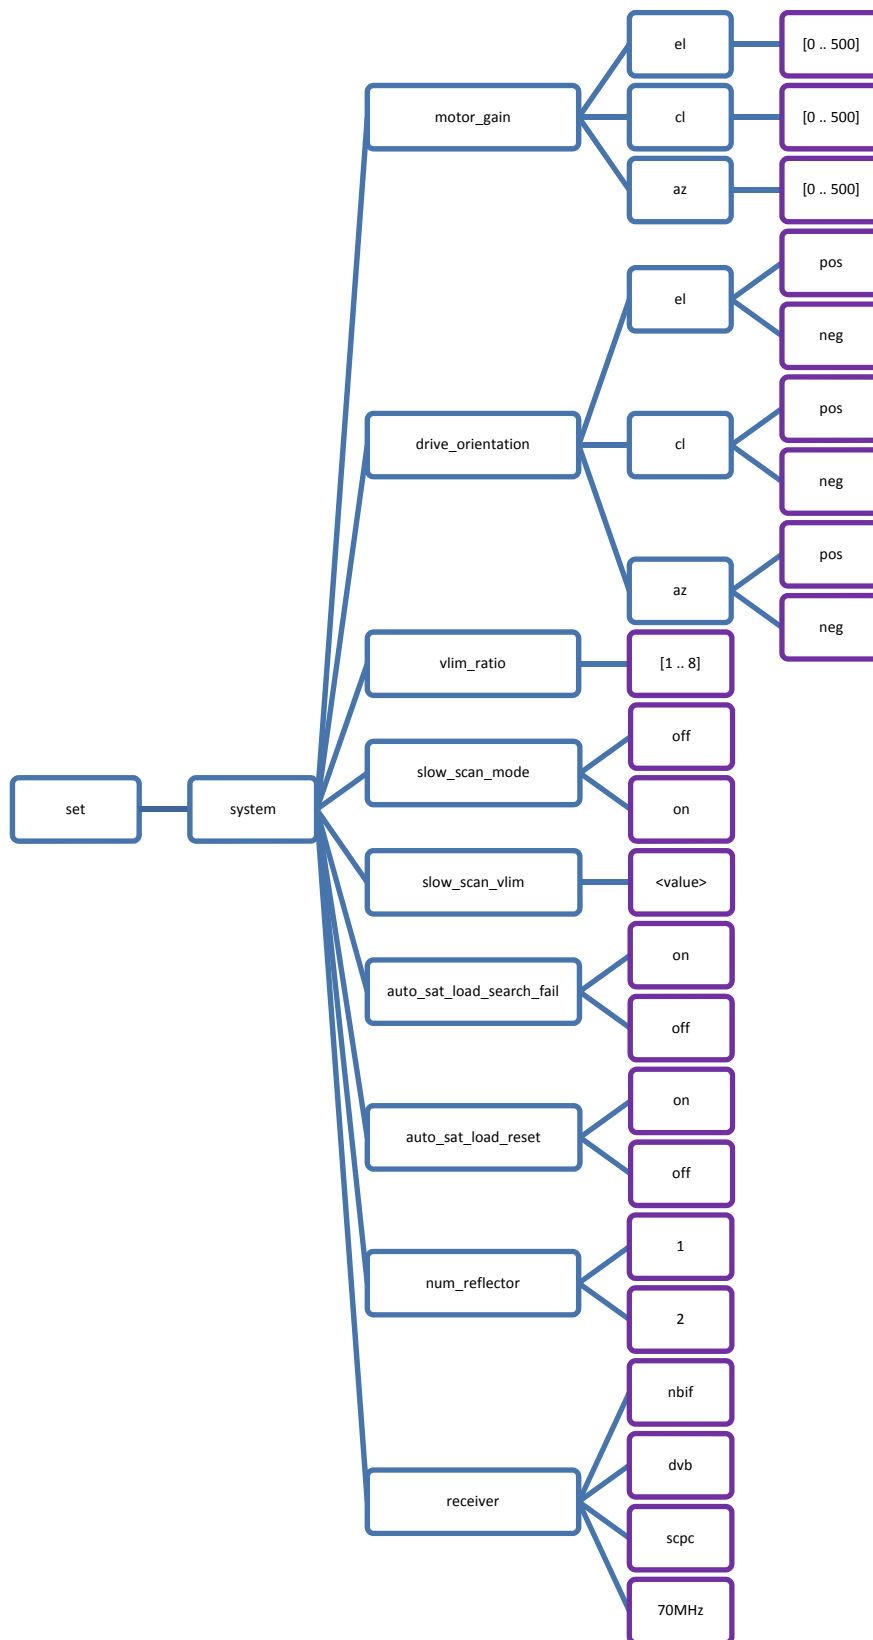 set
system
motor_gain
el
[0 .. 500]
cl
[0 .. 500]
az
[0 .. 500]
drive_orientation
el
pos
neg
cl
pos
neg
az
pos
neg
vlim_ratio
[1 .. 8]
slow_scan_mode
off
on
slow_scan_vlim
<value>
auto_sat_load_search_fail
on
off
auto_sat_load_reset
on
off
num_reflector
1
2
receiver
nbif
dvb
scpc
70MHz